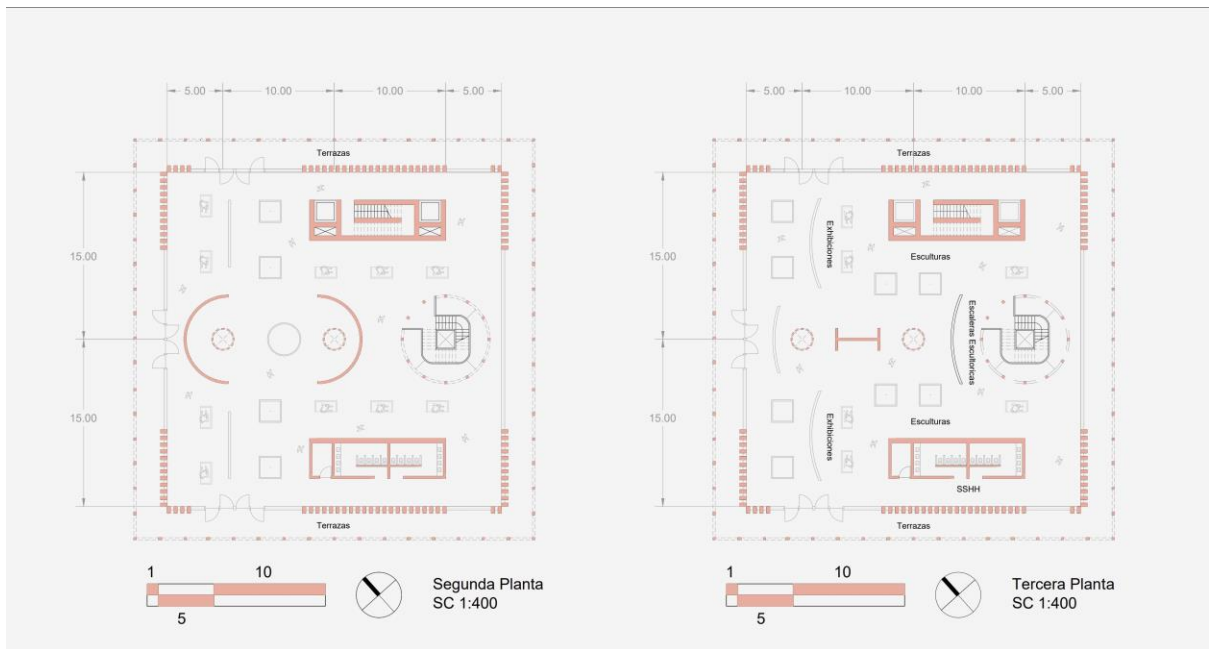 5.00 10.00 10.00 5.00
Terrazas
15.00
15.00
Terrazas
1 10
5
Segunda Planta
SC 1:400
5.00 10.00 10.00 5.00
Terrazas
Exhibiciones
Esculturas
15.00
Escaleras Escultoricas
15.00
Exhibiciones
Esculturas
SSHH
Terrazas
1 10
5
Tercera Planta
SC 1:400